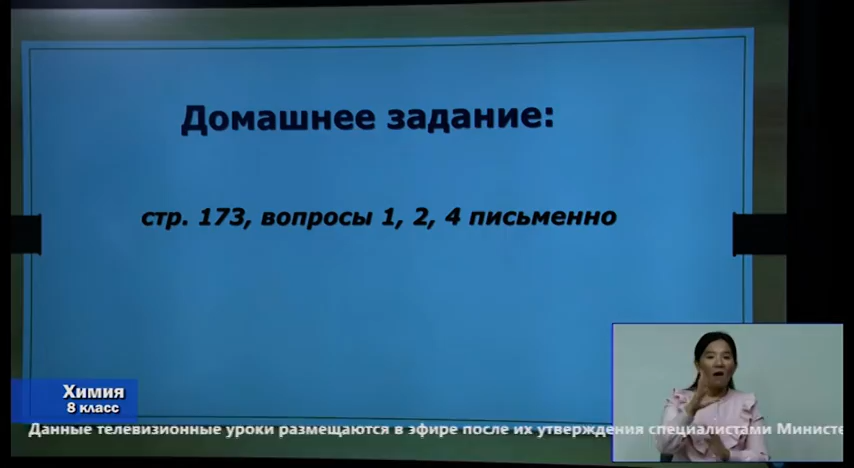 Домашнее задание:
стр. 173, вопросы 1, 2, 4 письменно
Химия
8 класс
Данные телевизионные уроки размещаются в эфире после их утверждения специалистами Министе